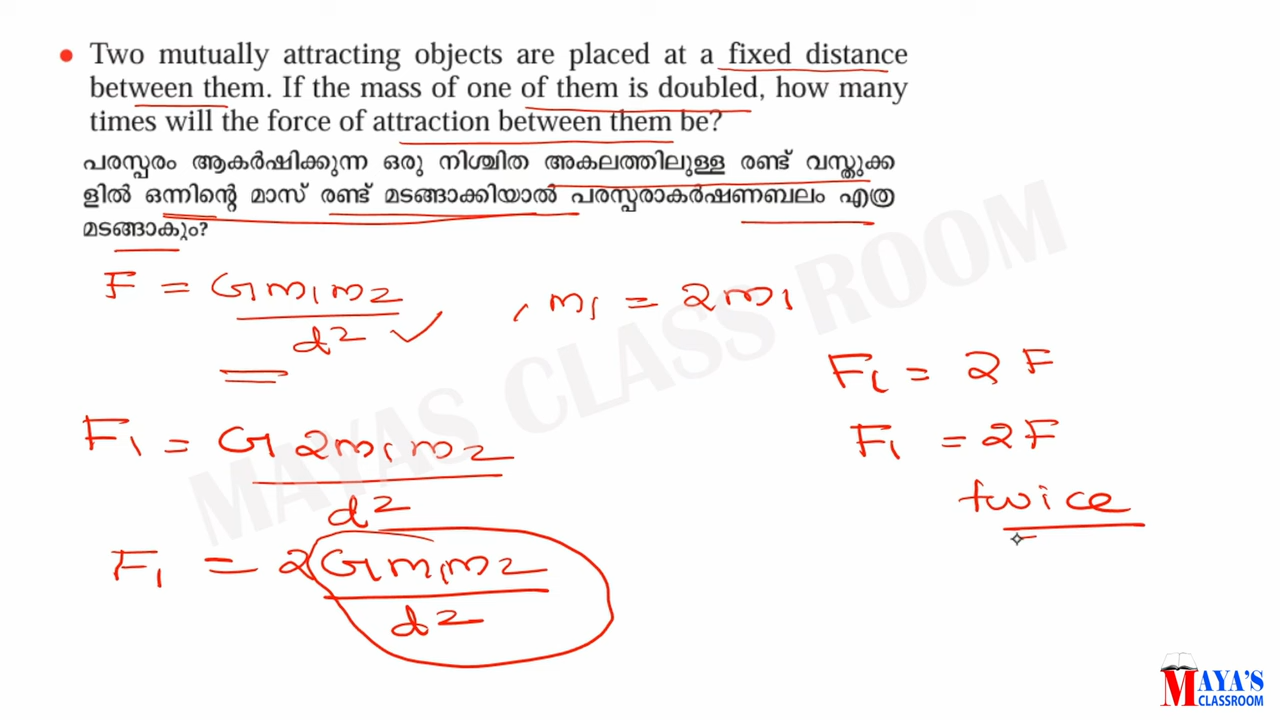 • Two mutually attracting objects are placed at a fixed distance
between them. If the mass of one of them is doubled, how many
times will the force of attraction between them be?
പരസ്പരം ആകർഷിക്കുന്ന ഒരു നിശ്ചിത അകലത്തിലുള്ള രണ്ട് വസ്തുക്ക
ളിൽ ഒന്നിന്റെ മാസ് രണ്ട് മടങ്ങാക്കിയാൽ പരസ്പരാകർഷണബലം എത്ര
മടങ്ങാകും?
F = Gm1m2
d2
, m1 = 2m1
F1 = 2F
F1 = G2m1m2
d2
F1 = 2F
twice
F1 = 2Gm1m2
d2
MAYAS CLASS ROOM
MAYA'S
CLASSROOM